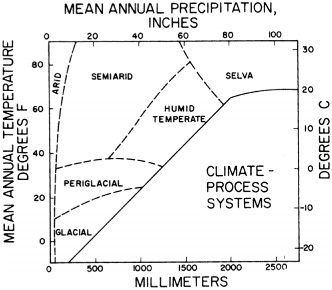 MEAN ANNUAL PRECIPITATION,
INCHES
0 20 40 60 80 100
MEAN ANNUAL TEMPERATURE
DEGREES F
80
60
40
20
0
ARID
SEMIARID
SELVA
HUMID
TEMPERATE
PERIGLACIAL
GLACIAL
CLIMATE -
PROCESS
SYSTEMS
30
20
10
0
-10
-20
DEGREES C
0 500 1000 1500 2000 2500
MILLIMETERS